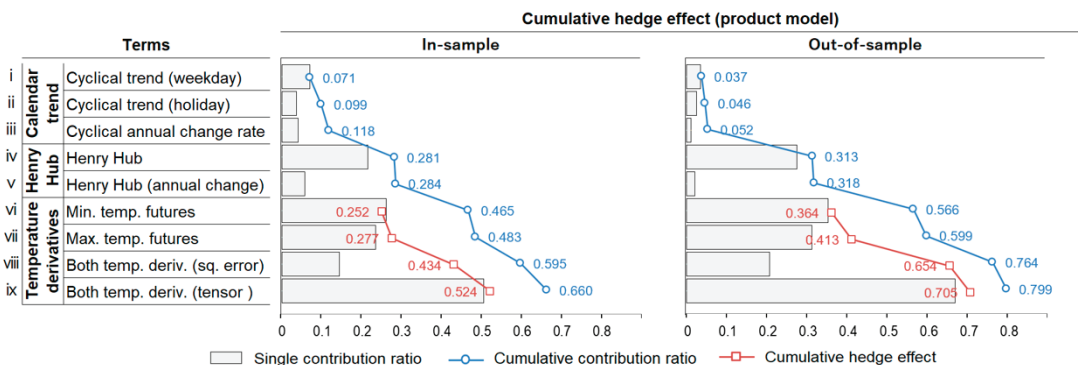 Cumulative hedge effect (product model)
Terms In-sample Out-of-sample
Calendar trend
i Cyclical trend (weekday) 0.071 0.037
ii Cyclical trend (holiday) 0.099 0.046
iii Cyclical annual change rate 0.118 0.052
Henry Hub
iv Henry Hub 0.281 0.313
v Henry Hub (annual change) 0.284 0.318
Temperature derivatives
vi Min. temp. futures 0.252 0.465 0.364 0.566
vii Max. temp. futures 0.277 0.483 0.413 0.599
viii Both temp. deriv. (sq. error) 0.434 0.595 0.654 0.764
ix Both temp. deriv. (tensor ) 0.524 0.660 0.705 0.799
0 0.1 0.2 0.3 0.4 0.5 0.6 0.7 0.8 0 0.1 0.2 0.3 0.4 0.5 0.6 0.7 0.8
Single contribution ratio Cumulative contribution ratio Cumulative hedge effect